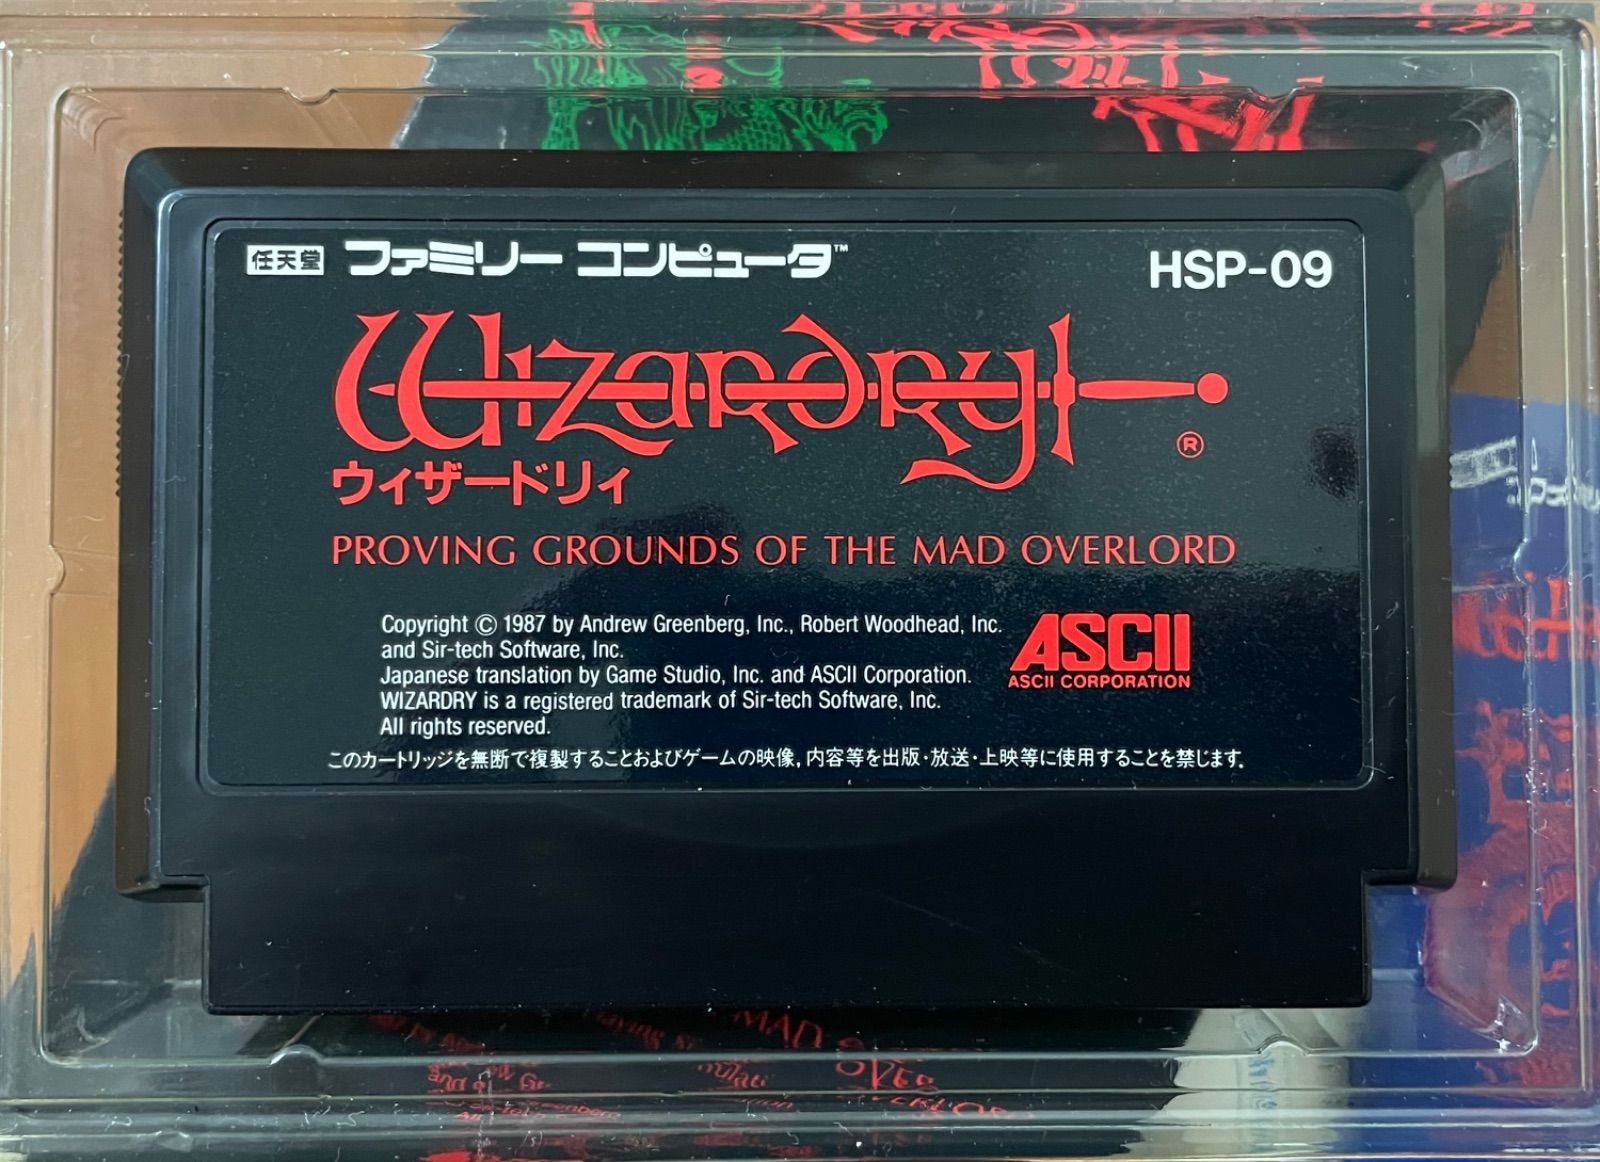 任天堂 ファミリー コンピュータ™ HSP-09
Wizardry®
ウィザードリィ
PROVING GROUNDS OF THE MAD OVERLORD
Copyright © 1987 by Andrew Greenberg, Inc., Robert Woodhead, Inc.
and Sir-tech Software, Inc.
Japanese translation by Game Studio, Inc. and ASCII Corporation.
WIZARDRY is a registered trademark of Sir-tech Software, Inc.
All rights reserved.
ASCII
ASCII CORPORATION
このカートリッジを無断で複製することおよびゲームの映像，内容等を出版・放送・上映等に使用することを禁じます。
MAD